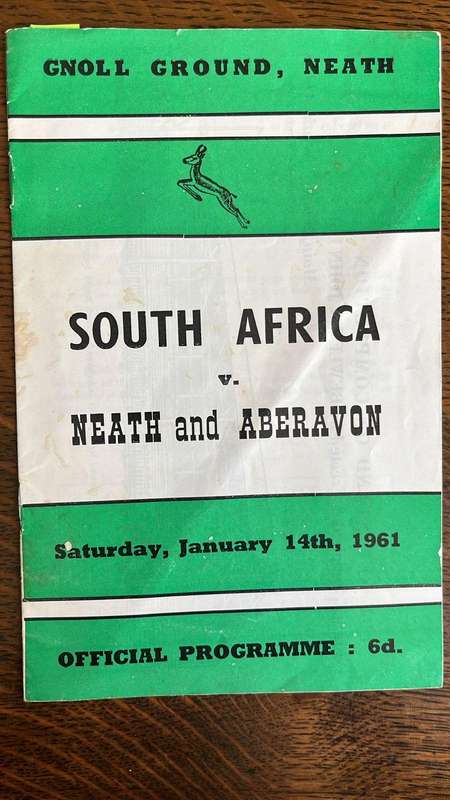 GNOLL GROUND, NEATH
SOUTH AFRICA
v.
NEATH and ABERAVON
Saturday, January 14th, 1961
OFFICIAL PROGRAMME : 6d.